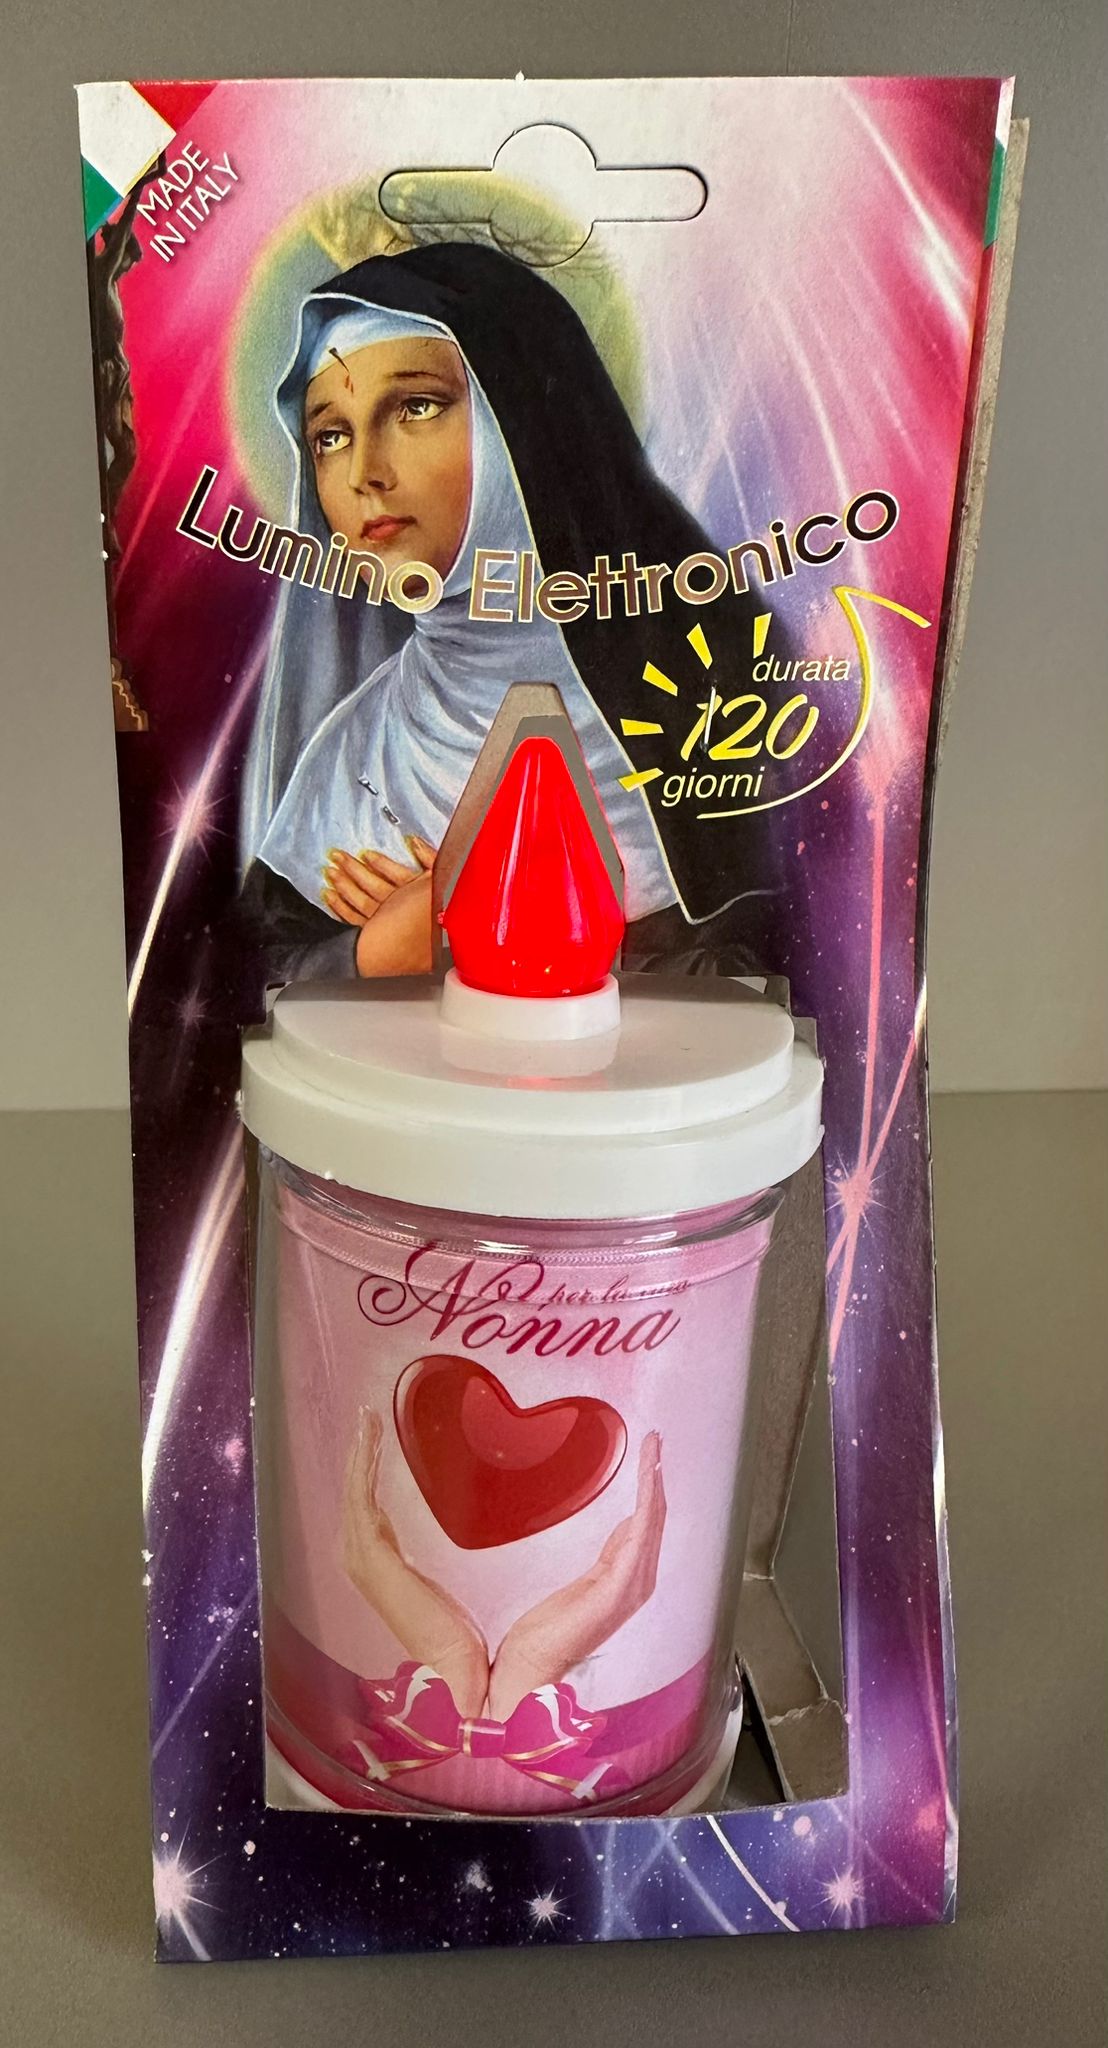 MADE
IN ITALY
Lumino Elettronico
durata
120
giorni
per la mia
Nonna